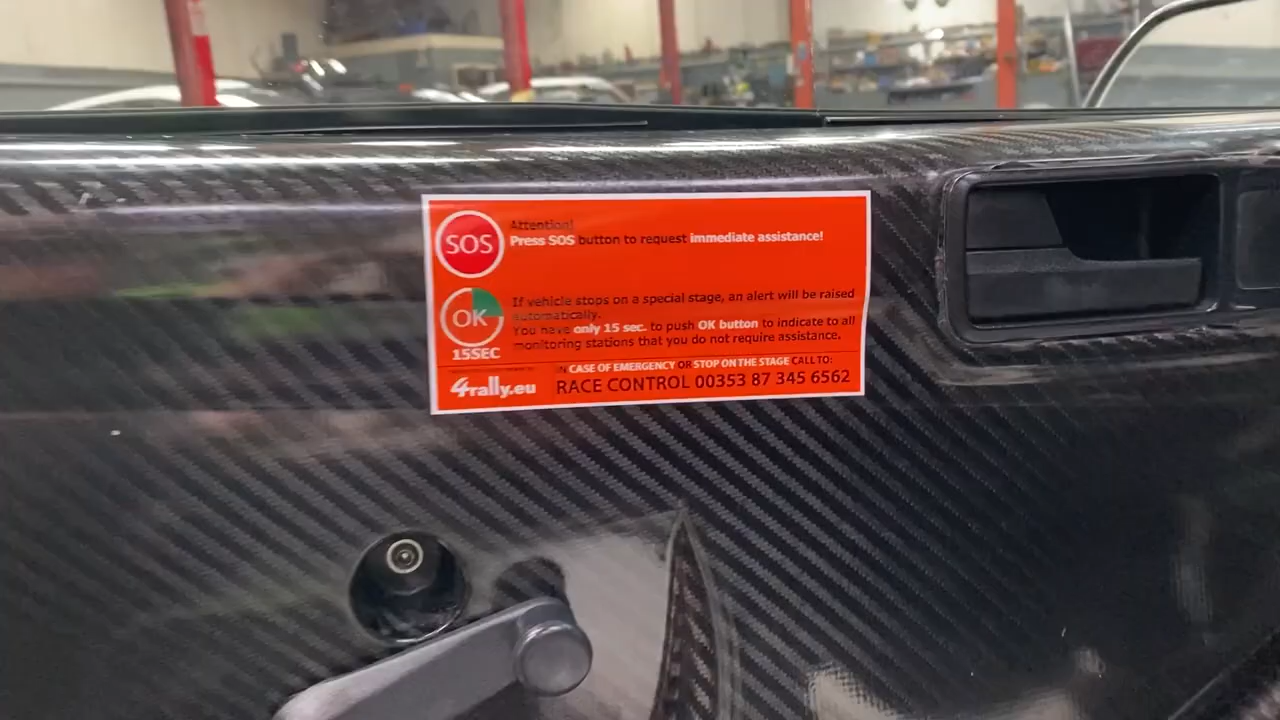 SOS
Attention!
Press SOS button to request immediate assistance!
OK
15SEC
If vehicle stops on a special stage, an alert will be raised
automatically.
You have only 15 sec. to push OK button to indicate to all
monitoring stations that you do not require assistance.
4rally.eu
IN CASE OF EMERGENCY OR STOP ON THE STAGE CALL TO:
RACE CONTROL 00353 87 345 6562